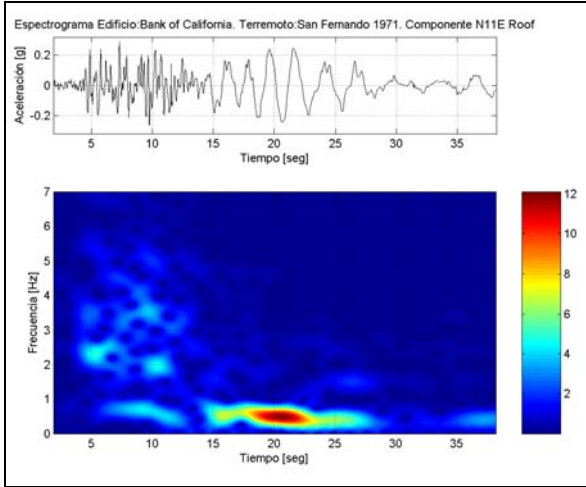 Espectrograma Edificio:Bank of California. Terremoto:San Fernando 1971. Componente N11E Roof
Aceleración [g]
0.2
0
-0.2
5 10 15 20 25 30 35
Tiempo [seg]
Frecuencia [Hz]
7
6
5
4
3
2
1
0
5 10 15 20 25 30 35
Tiempo [seg]
12
10
8
6
4
2